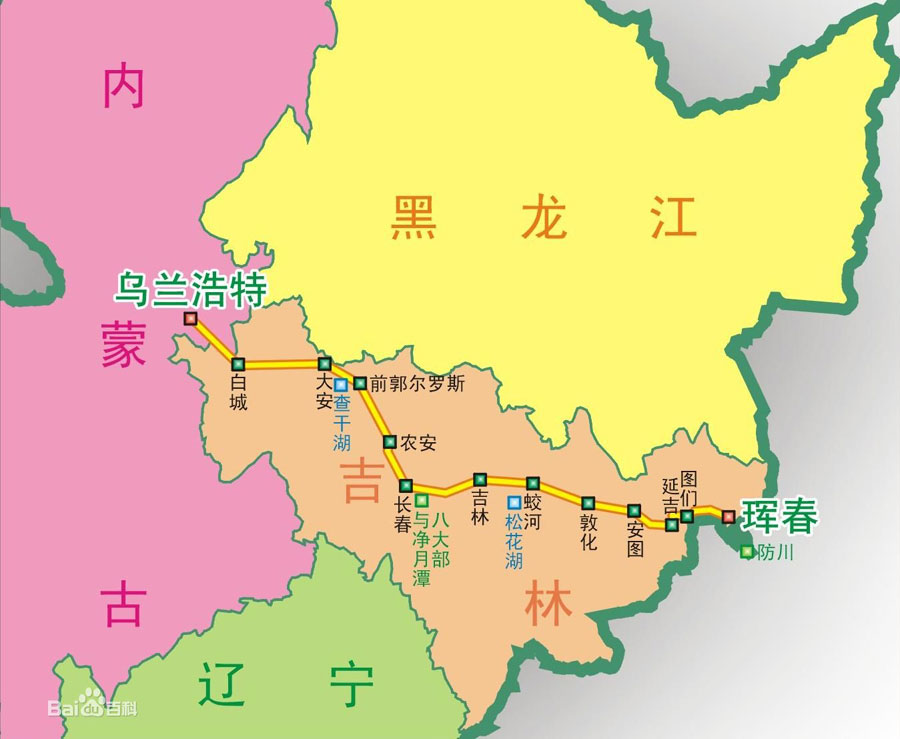 内
蒙
古
黑龙江
乌兰浩特
白城
大安
查干湖
前郭尔罗斯
农安
吉
长春
八大部
与净月潭
吉林
蛟河
松花湖
敦化
安图
延吉
图们
珲春
防川
林
辽宁
Bai du 百科